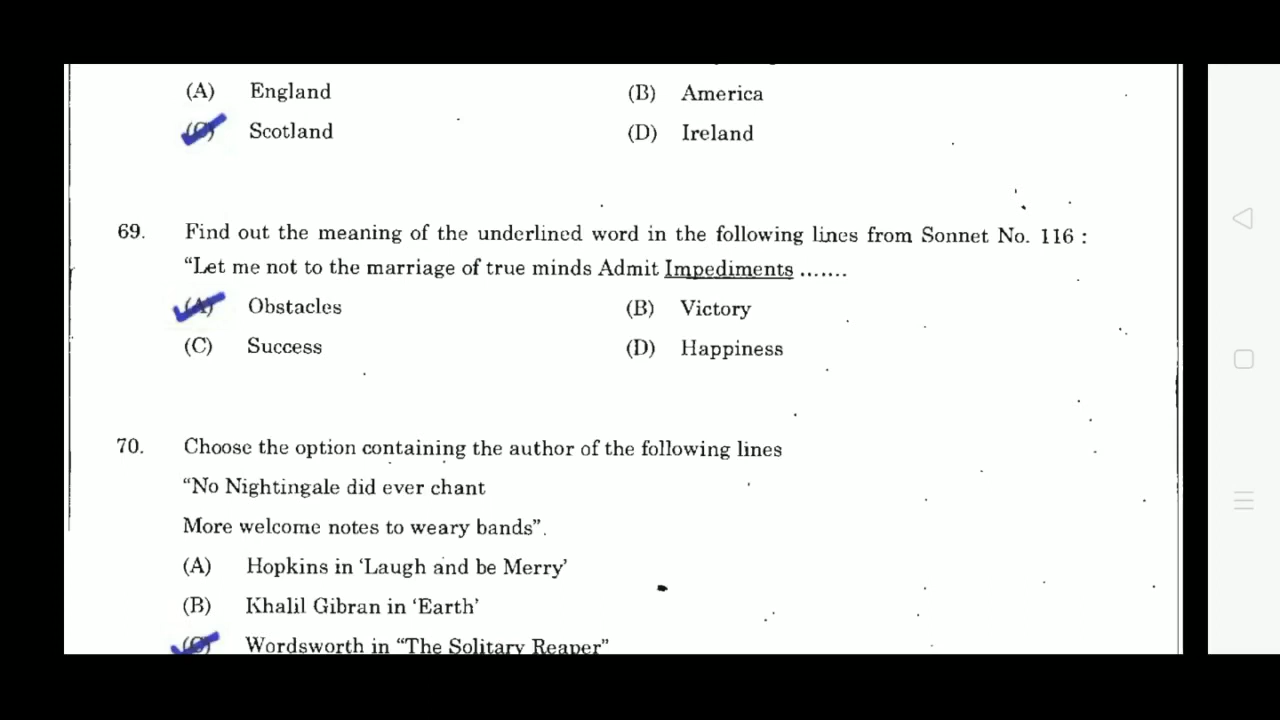 (A) England (B) America
(C) Scotland (D) Ireland
69. Find out the meaning of the underlined word in the following lines from Sonnet No. 116 :
“Let me not to the marriage of true minds Admit Impediments .......
(A) Obstacles (B) Victory
(C) Success (D) Happiness
70. Choose the option containing the author of the following lines
“No Nightingale did ever chant
More welcome notes to weary bands”.
(A) Hopkins in ‘Laugh and be Merry’
(B) Khalil Gibran in ‘Earth’
(C) Wordsworth in “The Solitary Reaper”